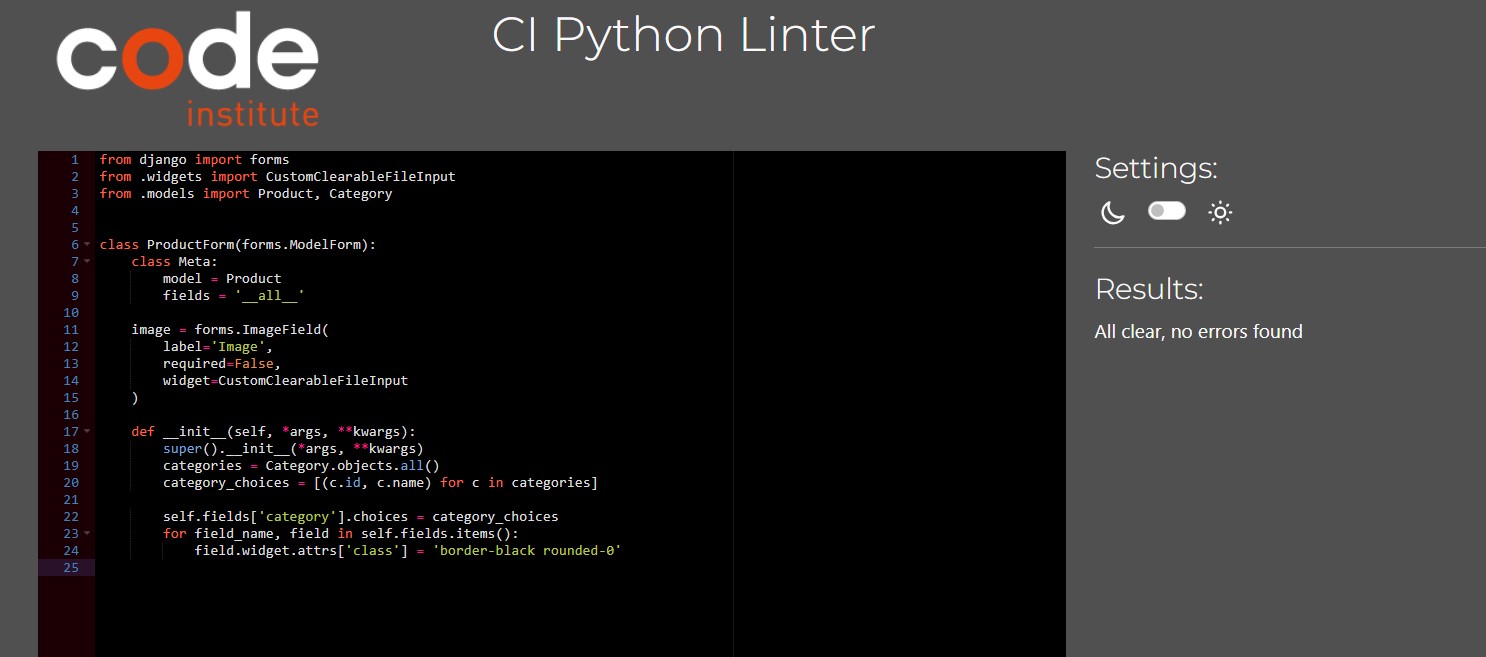 code
institute
CI Python Linter
1 from django import forms
2 from .widgets import CustomClearableFileInput
3 from .models import Product, Category
4
5
6 class ProductForm(forms.ModelForm):
7     class Meta:
8         model = Product
9         fields = '__all__'
10
11     image = forms.ImageField(
12         label='Image',
13         required=False,
14         widget=CustomClearableFileInput
15     )
16
17     def __init__(self, *args, **kwargs):
18         super().__init__(*args, **kwargs)
19         categories = Category.objects.all()
20         category_choices = [(c.id, c.name) for c in categories]
21
22         self.fields['category'].choices = category_choices
23         for field_name, field in self.fields.items():
24             field.widget.attrs['class'] = 'border-black rounded-0'
25
Settings:
Results:
All clear, no errors found